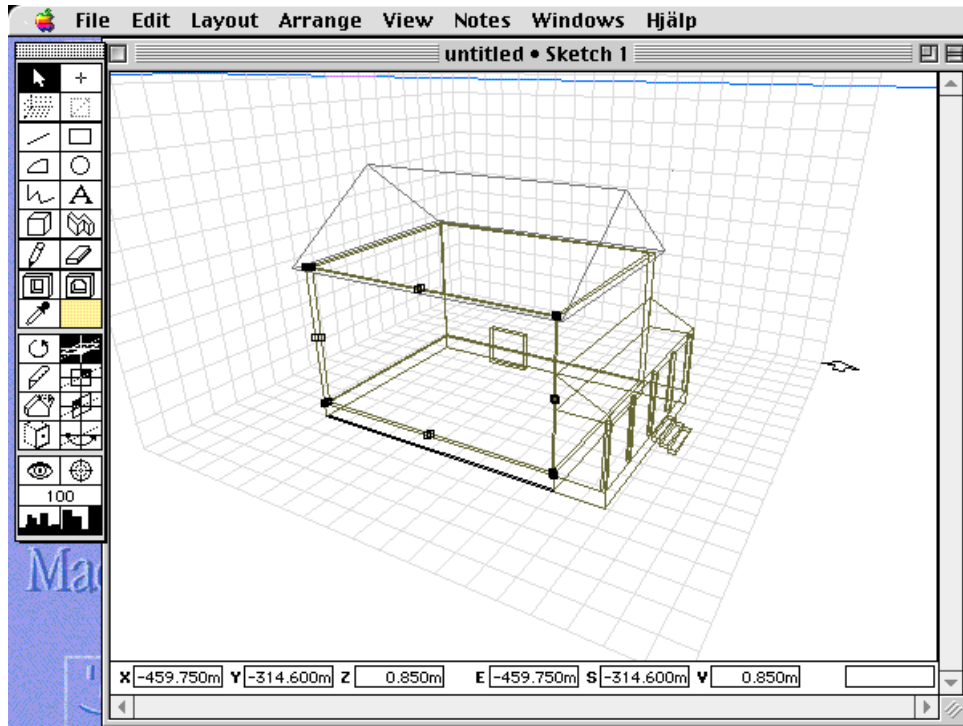 File Edit Layout Arrange View Notes Windows Hjälp
untitled • Sketch 1
A
100
Mac
X -459.750m Y -314.600m Z 0.850m E -459.750m S -314.600m V 0.850m